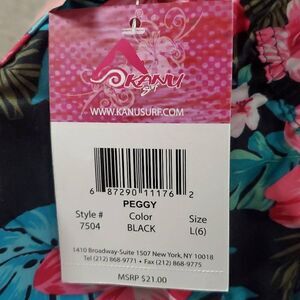 KANU
Surf
WWW.KANUSURF.COM
6 87290 11176 2
PEGGY
Style # Color Size
7504 BLACK L(6)
1410 Broadway-Suite 1507 New York, NY 10018
Tel (212) 868-9771 • Fax (212) 868-9775
MSRP $21.00